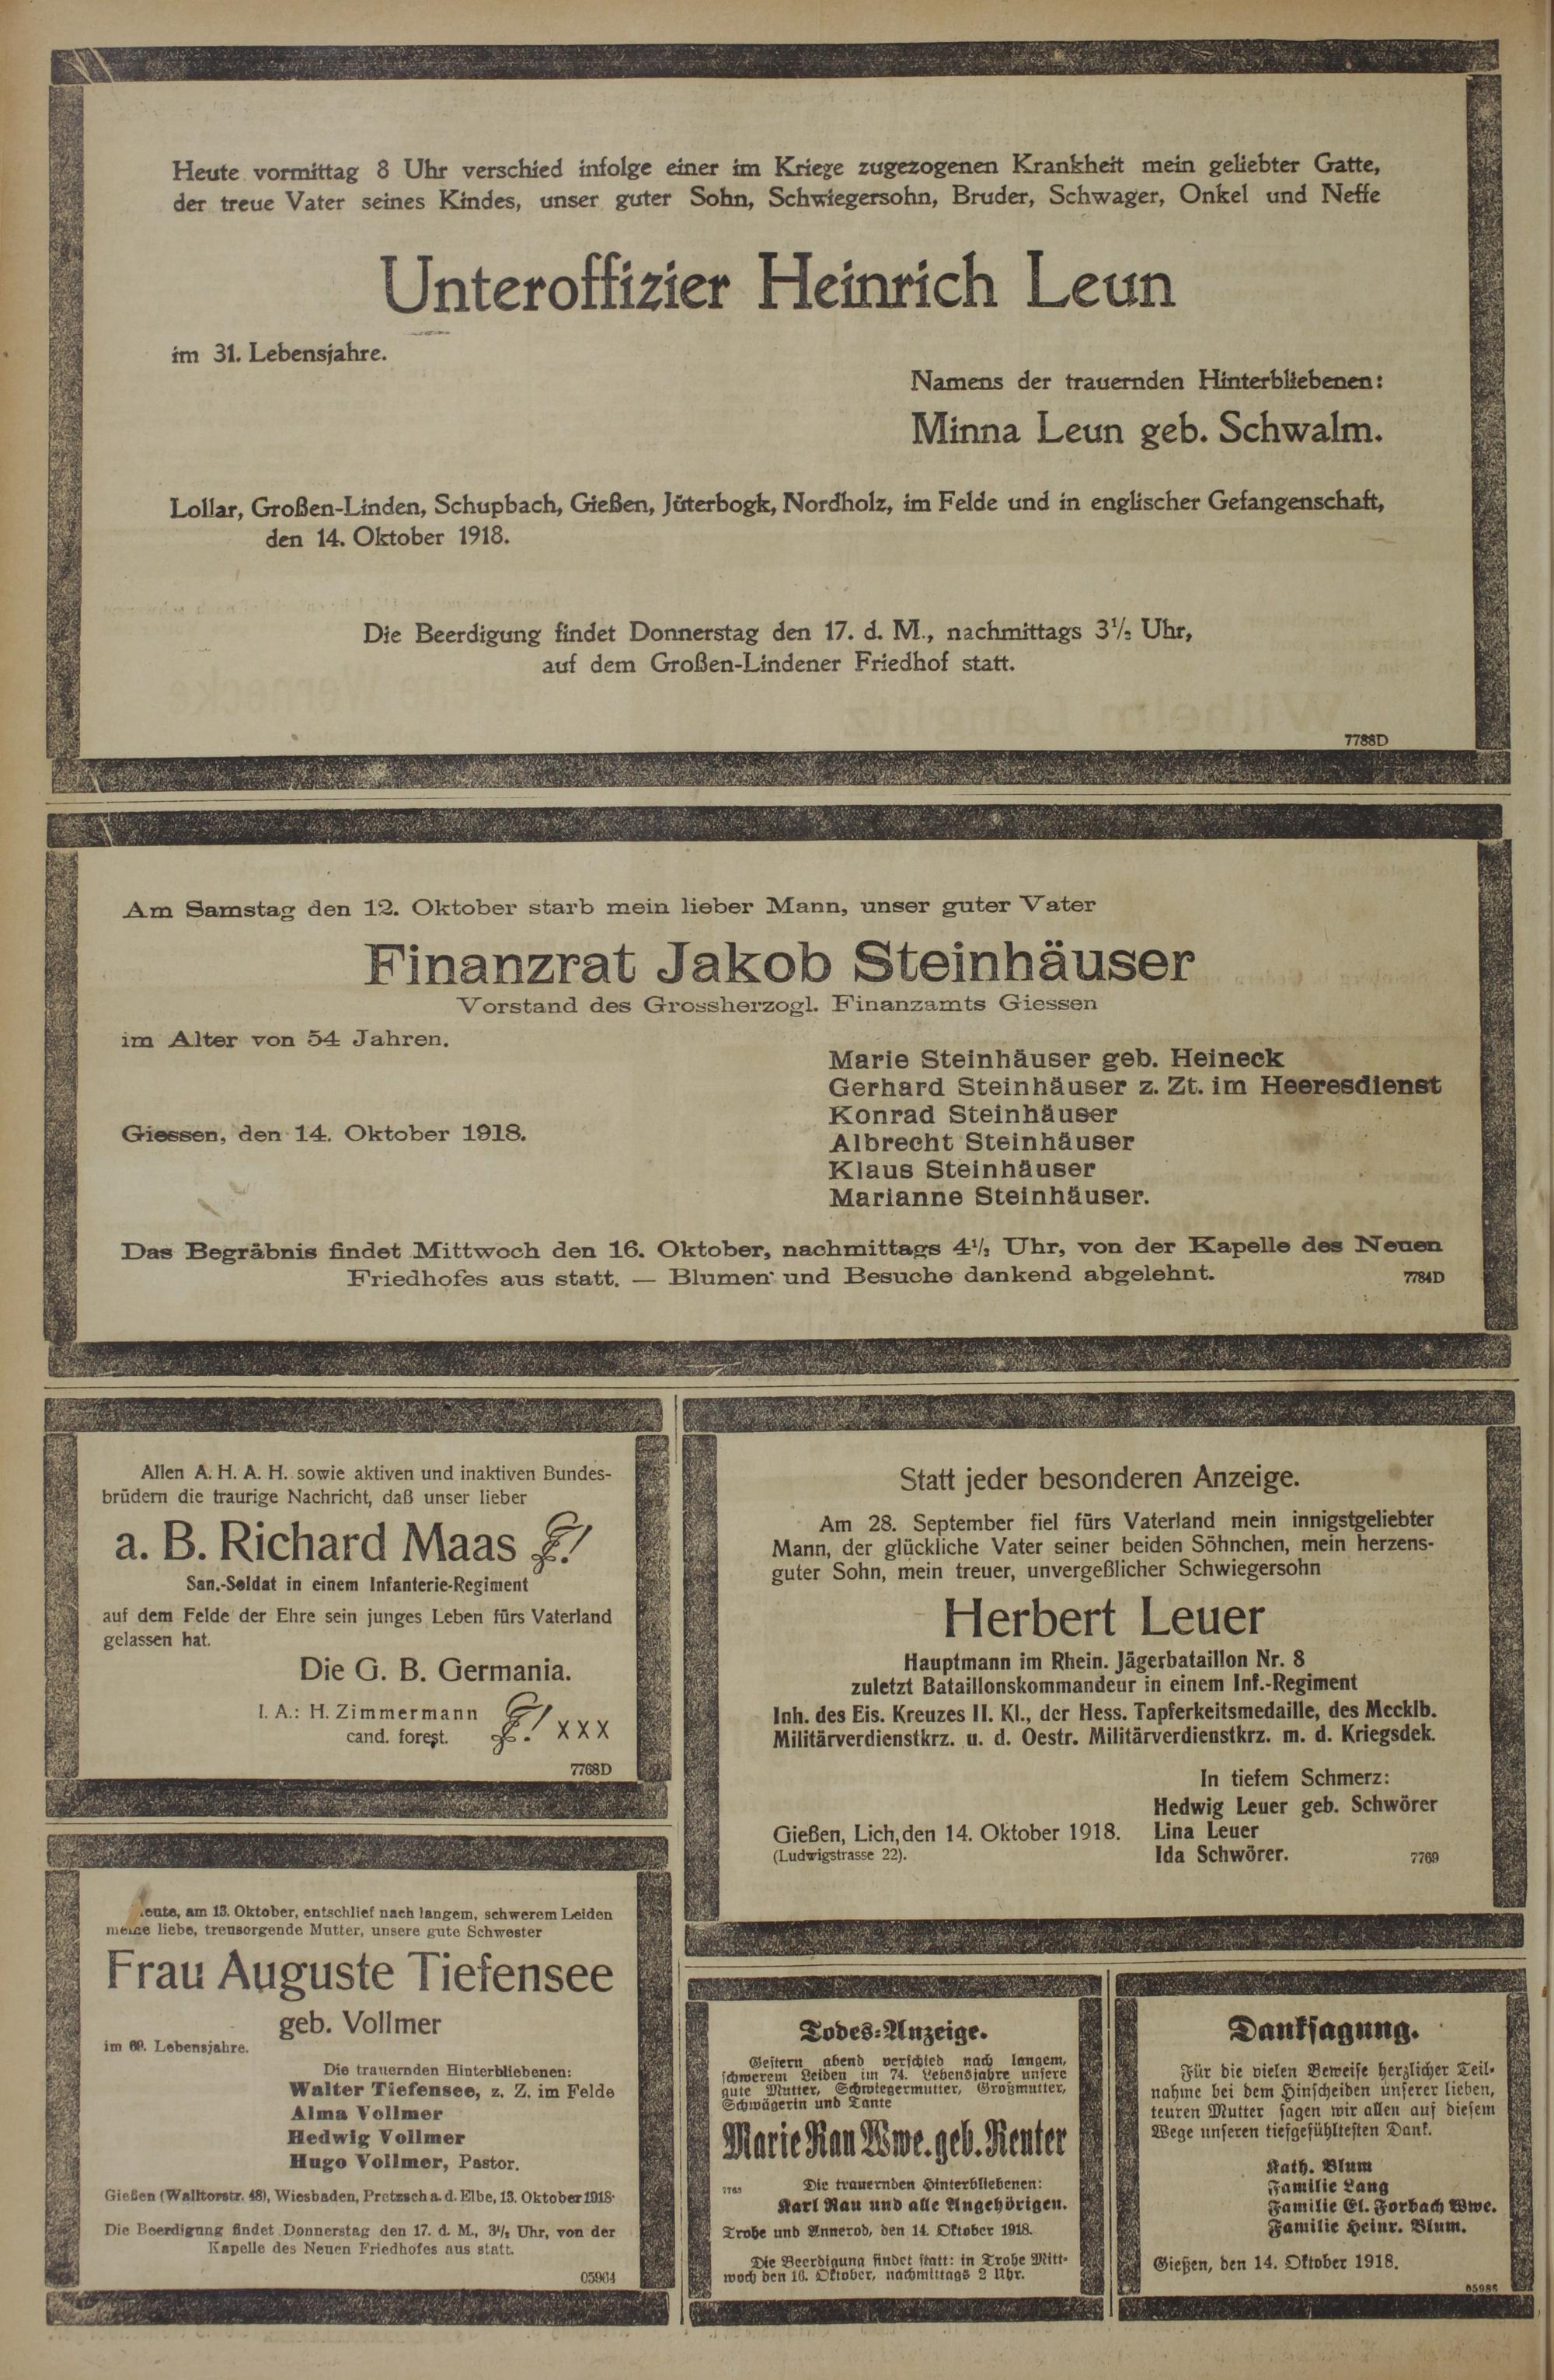 Heute vormittag 8 Uhr verschied infolge einer im Kriege zugezogenen Krankheit mein geliebter Gatte,
der treue Vater seines Kindes, unser guter Sohn, Schwiegersohn, Bruder, Schwager, Onkel und Neffe
Unteroffizier Heinrich Leun
im 31. Lebensjahre.
Namens der trauernden Hinterbliebenen:
Minna Leun geb. Schwalm.
Lollar, Großen-Linden, Schupbach, Gießen, Jüterbogk, Nordholz, im Felde und in englischer Gefangenschaft,
den 14. Oktober 1918.
Die Beerdigung findet Donnerstag den 17. d. M., nachmittags 3½ Uhr,
auf dem Großen-Lindener Friedhof statt.
7788D
Am Samstag den 12. Oktober starb mein lieber Mann, unser guter Vater
Finanzrat Jakob Steinhäuser
Vorstand des Grossherzogl. Finanzamts Giessen
im Alter von 54 Jahren.
Marie Steinhäuser geb. Heineck
Gerhard Steinhäuser z. Zt. im Heeresdienst
Konrad Steinhäuser
Giessen, den 14. Oktober 1918.
Albrecht Steinhäuser
Klaus Steinhäuser
Marianne Steinhäuser.
Das Begräbnis findet Mittwoch den 16. Oktober, nachmittags 4½ Uhr, von der Kapelle des Neuen
Friedhofes aus statt. — Blumen und Besuche dankend abgelehnt.
7784D
Allen A. H. A. H. sowie aktiven und inaktiven Bundes-
brüdern die traurige Nachricht, daß unser lieber
a. B. Richard Maas
San.-Soldat in einem Infanterie-Regiment
auf dem Felde der Ehre sein junges Leben fürs Vaterland
gelassen hat.
Die G. B. Germania.
I. A.: H. Zimmermann
cand. forest.
XXX
7768D
Statt jeder besonderen Anzeige.
Am 28. September fiel fürs Vaterland mein innigstgeliebter
Mann, der glückliche Vater seiner beiden Söhnchen, mein herzens-
guter Sohn, mein treuer, unvergeßlicher Schwiegersohn
Herbert Leuer
Hauptmann im Rhein. Jägerbataillon Nr. 8
zuletzt Bataillonskommandeur in einem Inf.-Regiment
Inh. des Eis. Kreuzes II. Kl., der Hess. Tapferkeitsmedaille, des Mecklb.
Militärverdienstkrz. u. d. Oestr. Militärverdienstkrz. m. d. Kriegsdek.
In tiefem Schmerz:
Hedwig Leuer geb. Schwörer
Gießen, Lich, den 14. Oktober 1918.
Lina Leuer
(Ludwigstrasse 22).
Ida Schwörer.
7769
eute, am 13. Oktober, entschlief nach langem, schwerem Leiden
meine liebe, treusorgende Mutter, unsere gute Schwester
Frau Auguste Tiefensee
geb. Vollmer
im 69. Lebensjahre.
Die trauernden Hinterbliebenen:
Walter Tiefensee, z. Z. im Felde
Alma Vollmer
Hedwig Vollmer
Hugo Vollmer, Pastor.
Gießen (Walltorstr. 48), Wiesbaden, Pretzsch a. d. Elbe, 13. Oktober 1918.
Die Beerdigung findet Donnerstag den 17. d. M., 3½ Uhr, von der
Kapelle des Neuen Friedhofes aus statt.
05964
Todes-Anzeige.
Gestern abend verschied nach langem,
schwerem Leiden im 74. Lebensjahre unsere
gute Mutter, Schwiegermutter, Großmutter,
Schwägerin und Tante
Marie Rau Wwe. geb. Reuter
Die trauernden Hinterbliebenen:
Karl Rau und alle Angehörigen.
Trohe und Annerod, den 14. Oktober 1918.
Die Beerdigung findet statt: in Trohe Mitt-
woch den 16. Oktober, nachmittags 2 Uhr.
Danksagung.
Für die vielen Beweise herzlicher Teil-
nahme bei dem Hinscheiden unserer lieben,
teuren Mutter sagen wir allen auf diesem
Wege unseren tiefgefühltesten Dank.
Kath. Blum
Familie Lang
Familie El. Forbach Wwe.
Familie Heinr. Blum.
Gießen, den 14. Oktober 1918.